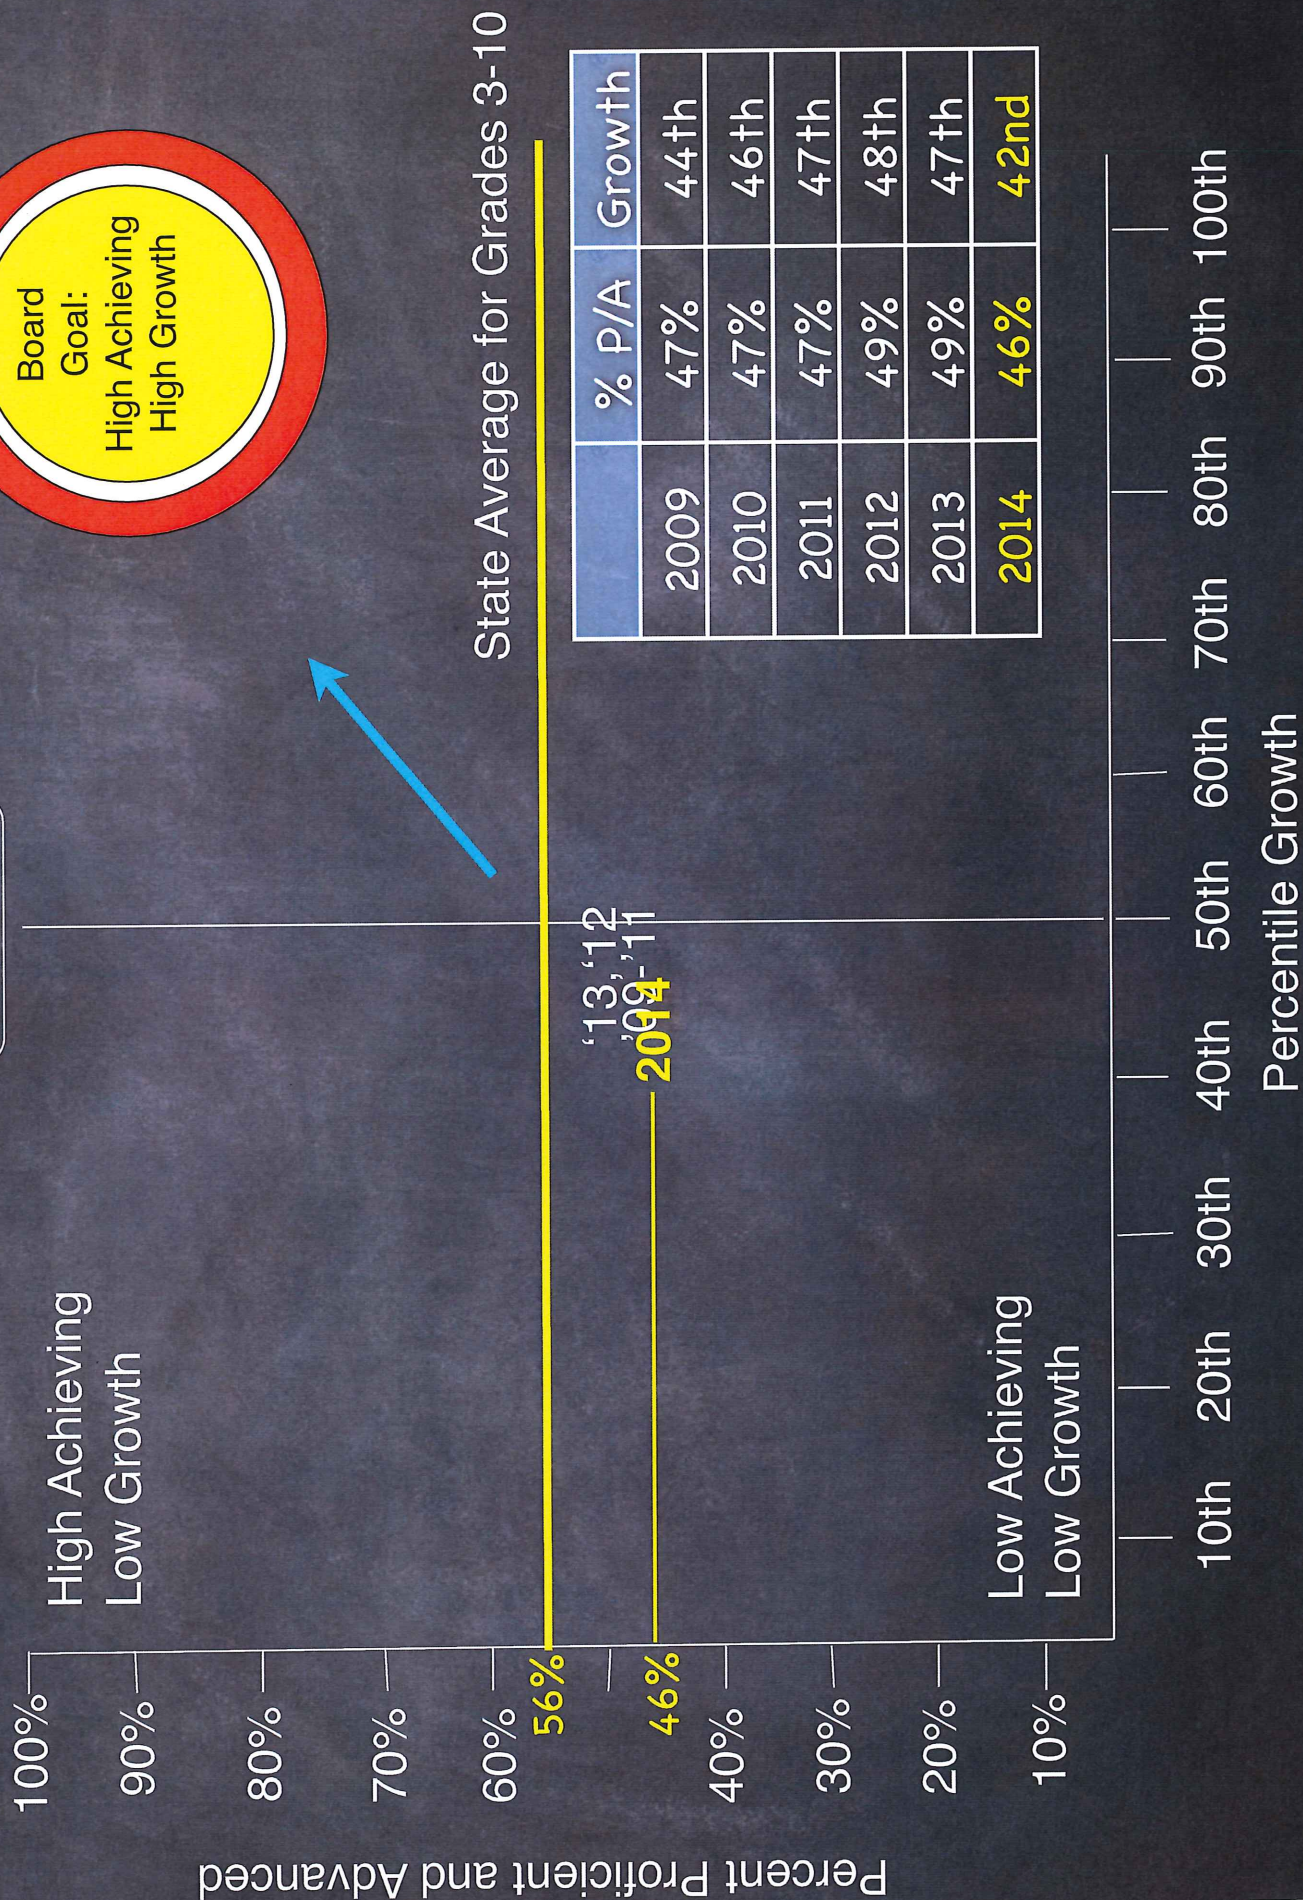 Board
Goal:
High Achieving
High Growth
High Achieving
Low Growth
State Average for Grades 3-10
% P/A Growth
2009 47% 44th
2010 47% 46th
2011 47% 47th
2012 49% 48th
2013 49% 47th
2014 46% 42nd
'13, '12
'09-'11
2014
Low Achieving
Low Growth
100%
90%
80%
70%
60%
56%
46%
40%
30%
20%
10%
Percent Proficient and Advanced
10th 20th 30th 40th 50th 60th 70th 80th 90th 100th
Percentile Growth